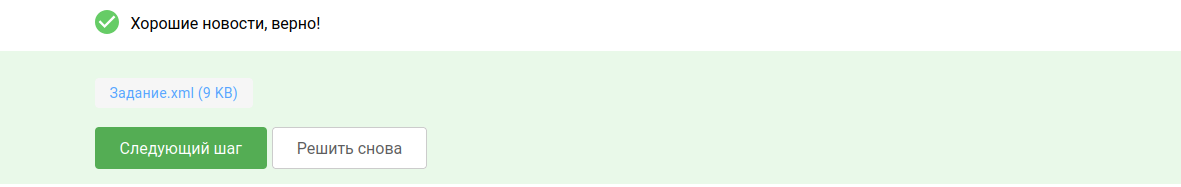 Хорошие новости, верно!
Задание.xml (9 KB)
Следующий шаг
Решить снова